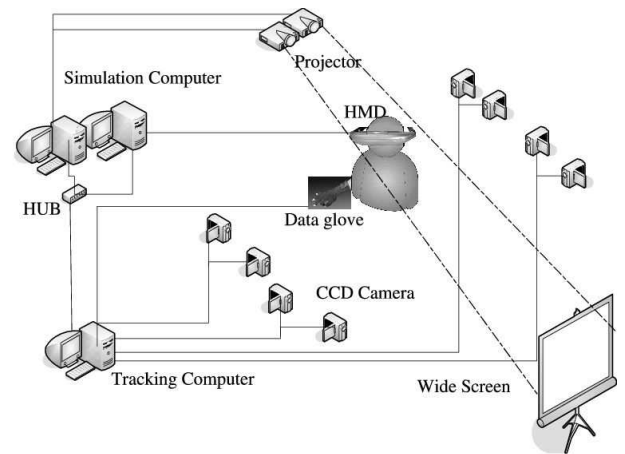 Projector
Simulation Computer
HMD
HUB
Data glove
CCD Camera
Tracking Computer
Wide Screen